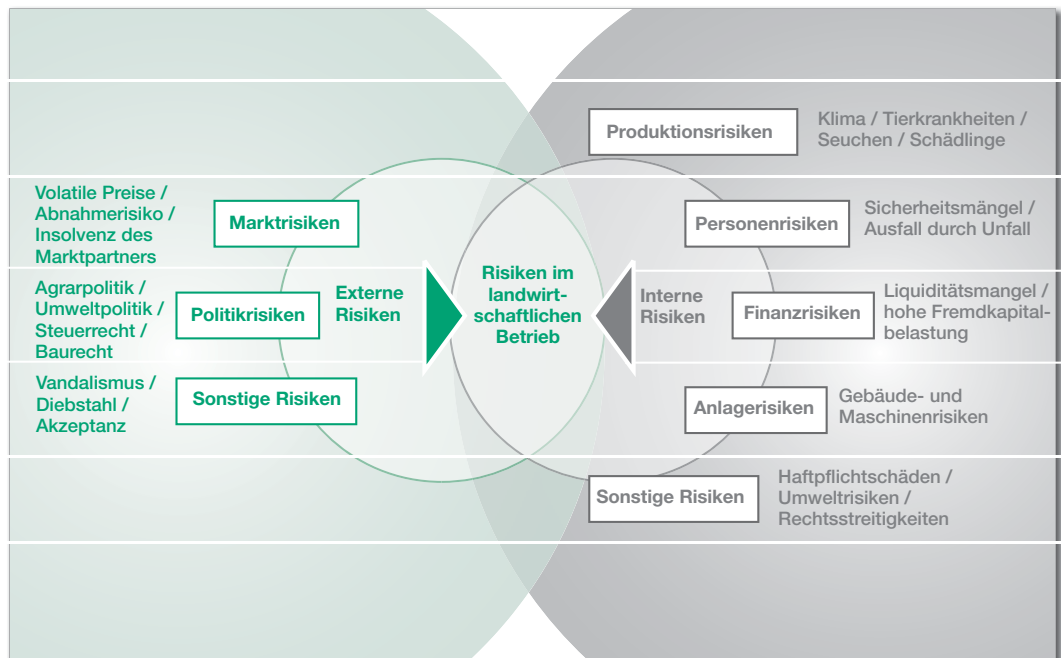 Produktionsrisiken
Klima / Tierkrankheiten /
Seuchen / Schädlinge
Volatile Preise /
Abnahmerisiko /
Insolvenz des
Marktpartners
Marktrisiken
Personenrisiken
Sicherheitsmängel /
Ausfall durch Unfall
Agrarpolitik /
Umweltpolitik /
Steuerrecht /
Baurecht
Politikrisiken
Externe
Risiken
Risiken im
landwirt-
schaftlichen
Betrieb
Interne
Risiken
Finanzrisiken
Liquiditätsmangel /
hohe Fremdkapital-
belastung
Vandalismus /
Diebstahl /
Akzeptanz
Sonstige Risiken
Anlagerisiken
Gebäude- und
Maschinenrisiken
Sonstige Risiken
Haftpflichtschäden /
Umweltrisiken /
Rechtsstreitigkeiten